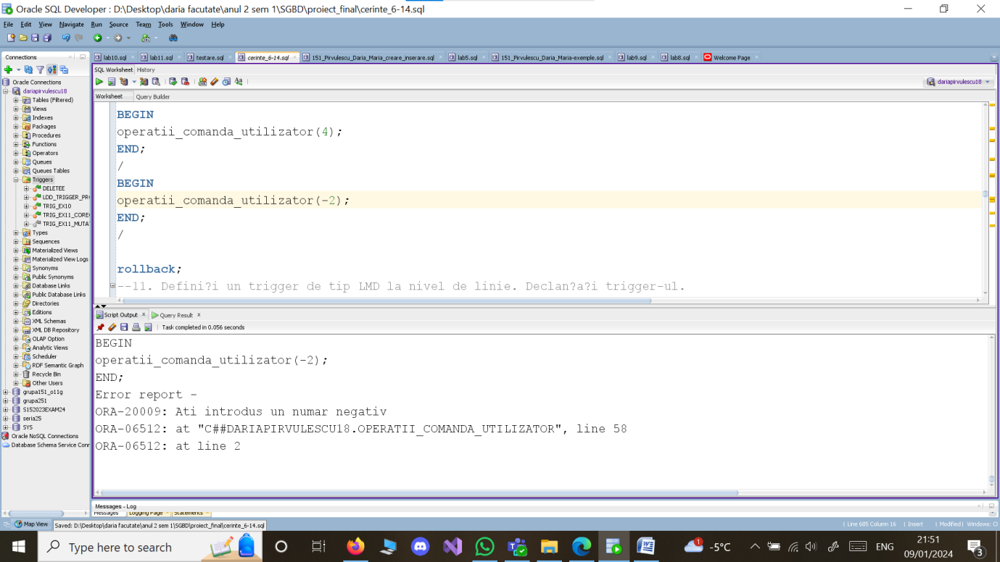 Oracle SQL Developer : D:\Desktop\daria facutate\anul 2 sem 1\SGBD\proiect_final\cerinte_6-14.sql
File Edit View Navigate Run Source Team Tools Window Help
Connections
lab10.sql lab11.sql testare.sql cerinte_6-14.sql 151_Pirvulescu_Daria_Maria_creare_inserare.sql lab5.sql 151_Pirvulescu_Daria_Maria-exemple.sql lab9.sql lab8.sql Welcome Page
Oracle Connections
dariapirvulescu18
Tables (Filtered)
Views
Indexes
Packages
Procedures
Functions
Operators
Queues
Queues Tables
Triggers
DELETEE
LDD_TRIGGER_PR
TRIG_EX10
TRIG_EX11_COREC
TRIG_EX11_MUTA
Types
Sequences
Materialized Views
Materialized View Logs
Synonyms
Public Synonyms
Database Links
Public Database Links
Directories
Editions
XML Schemas
XML DB Repository
OLAP Option
Analytic Views
Scheduler
RDF Semantic Graph
Recycle Bin
Other Users
grupa151_o11g
grupa251
S152023EXAM24
seria25
SYS
Oracle NoSQL Connections
Database Schema Service Conn
SQL Worksheet History
dariapirvulescu18
Worksheet Query Builder
BEGIN
operatii_comanda_utilizator(4);
END;
/
BEGIN
operatii_comanda_utilizator(-2);
END;
/
rollback;
--11. Defini?i un trigger de tip LMD la nivel de linie. Declan?a?i trigger-ul.
Script Output Query Result
Task completed in 0.056 seconds
BEGIN
operatii_comanda_utilizator(-2);
END;
Error report -
ORA-20009: Ati introdus un numar negativ
ORA-06512: at "C##DARIAPIRVULESCU18.OPERATII_COMANDA_UTILIZATOR", line 58
ORA-06512: at line 2
Messages - Log
Messages Logging Page Statements
Map View Saved: D:\Desktop\daria facutate\anul 2 sem 1\SGBD\proiect_final\cerinte_6-14.sql
Line 685 Column 16 Insert Modified Windows:
Type here to search
1 -5°C ENG 21:51
09/01/2024 3